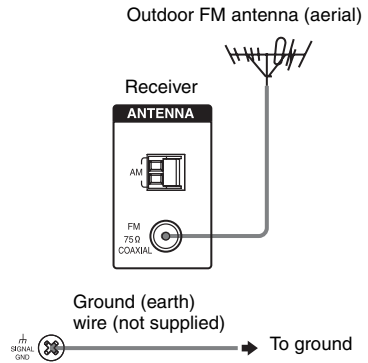 Outdoor FM antenna (aerial)
Receiver
ANTENNA
AM
FM
75Ω
COAXIAL
Ground (earth)
wire (not supplied)
SIGNAL
GND
To ground